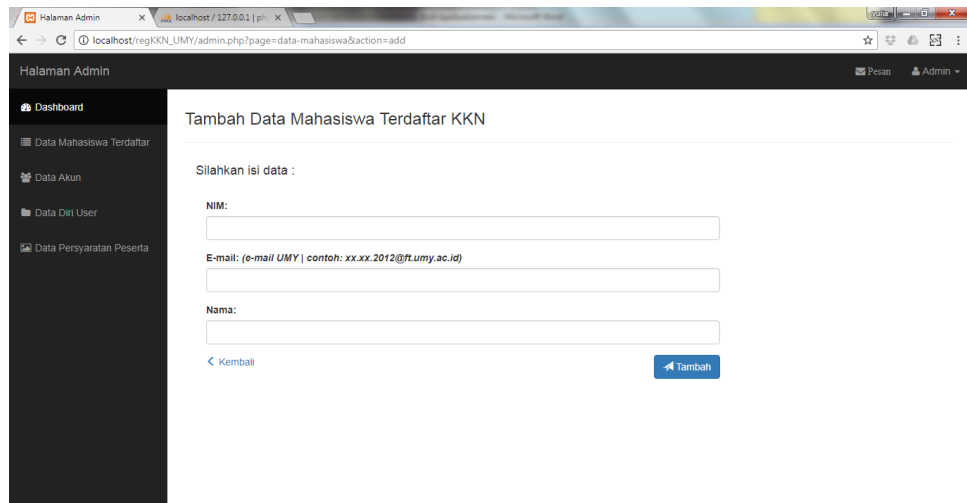 Halaman Admin
localhost / 127.0.0.1 | ph
localhost/regKKN_UMY/admin.php?page=data-mahasiswa&action=add
Halaman Admin
Pesan
Admin
Dashboard
Tambah Data Mahasiswa Terdaftar KKN
Data Mahasiswa Terdaftar
Silahkan isi data :
Data Akun
NIM:
Data Diri User
Data Persyaratan Peserta
E-mail: (e-mail UMY | contoh: xx.xx.2012@ft.umy.ac.id)
Nama:
Kembali
Tambah